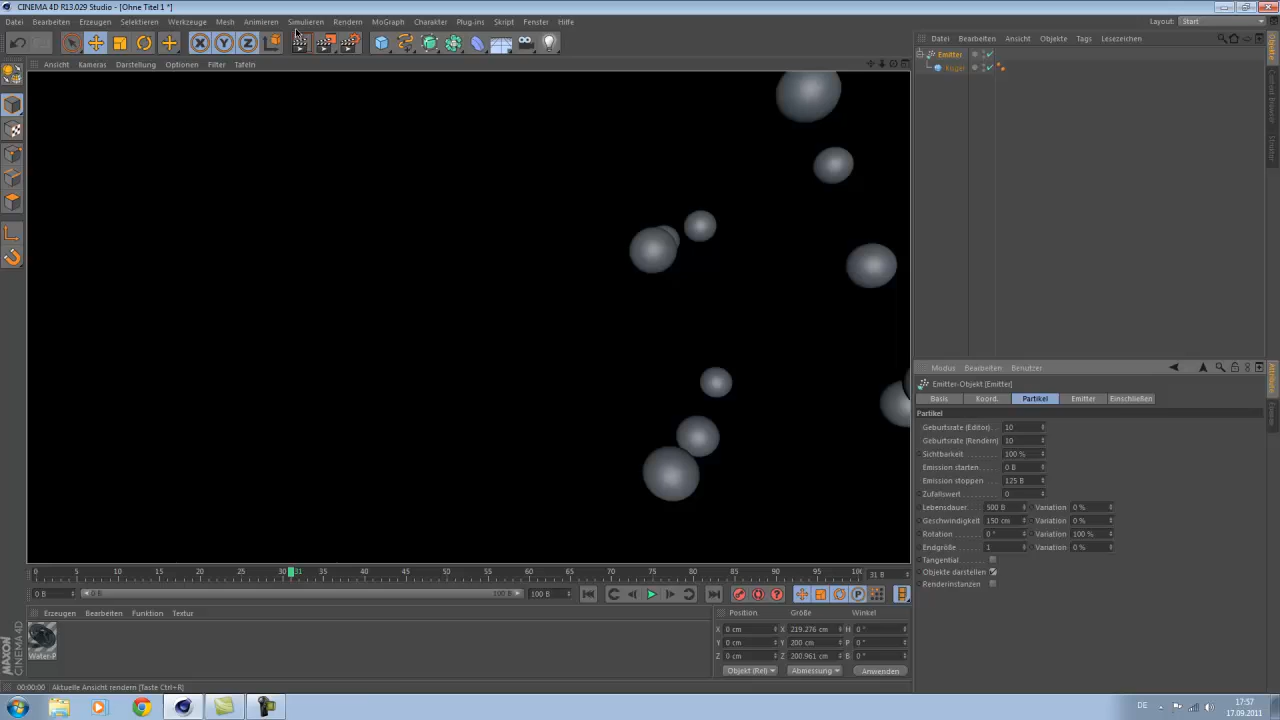 CINEMA 4D R13.029 Studio - [Ohne Titel 1 *]
Datei Bearbeiten Erzeugen Selektieren Werkzeuge Mesh Animieren Simulieren Rendern MoGraph Charakter Plug-ins Skript Fenster Hilfe Layout: Start
Datei Bearbeiten Ansicht Objekte Tags Lesezeichen
X Y Z
Ansicht Kameras Darstellung Optionen Filter Tafeln
Emitter
Kugel
Objekte
Content Browser
Struktur
Modus Bearbeiten Benutzer
Attribute
Emitter-Objekt [Emitter]
Basis Koord. Partikel Emitter Einschließen
Partikel
Geburtsrate (Editor) . . 10
Geburtsrate (Rendern) 10
Sichtbarkeit . . . . . . . . 100 %
Emission starten. . . . 0 B
Emission stoppen . . . 125 B
Zufallswert . . . . . . . . 0
Lebensdauer. . . . 500 B Variation 0 %
Geschwindigkeit 150 cm Variation 0 %
Rotation . . . . . . 0 ° Variation 100 %
Endgröße . . . . . 1 Variation 0 %
Tangential . . . . . . .
Objekte darstellen
Renderinstanzen
0 5 10 15 20 25 30 31 35 40 45 50 55 60 65 70 75 80 85 90 95 100 31 B
0 B 0 B 100 B 100 B
P
Erzeugen Bearbeiten Funktion Textur
Position Größe Winkel
X 0 cm X 219.276 cm H 0 °
Y 0 cm Y 200 cm P 0 °
Z 0 cm Z 200.961 cm B 0 °
Objekt (Rel) Abmessung Anwenden
Water-P
MAXON
CINEMA 4D
00:00:00 Aktuelle Ansicht rendern [Taste Ctrl+R]
DE
17:57
17.09.2011